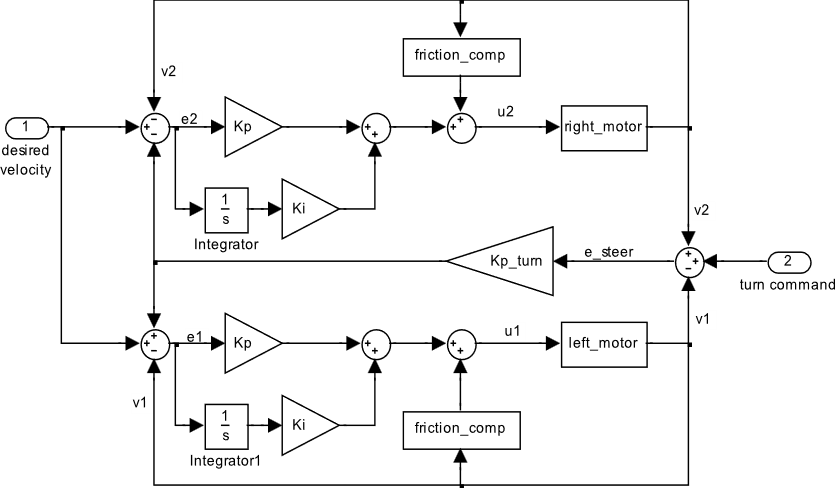 friction_comp
v2
1
desired
velocity
−
+
−
e2
Kp
+
+
+
+
u2
right_motor
1
s
Integrator
Ki
v2
Kp_turn
e_steer
+
+
−
2
turn command
+
+
−
e1
Kp
+
+
+
+
u1
left_motor
v1
v1
1
s
Integrator1
Ki
friction_comp